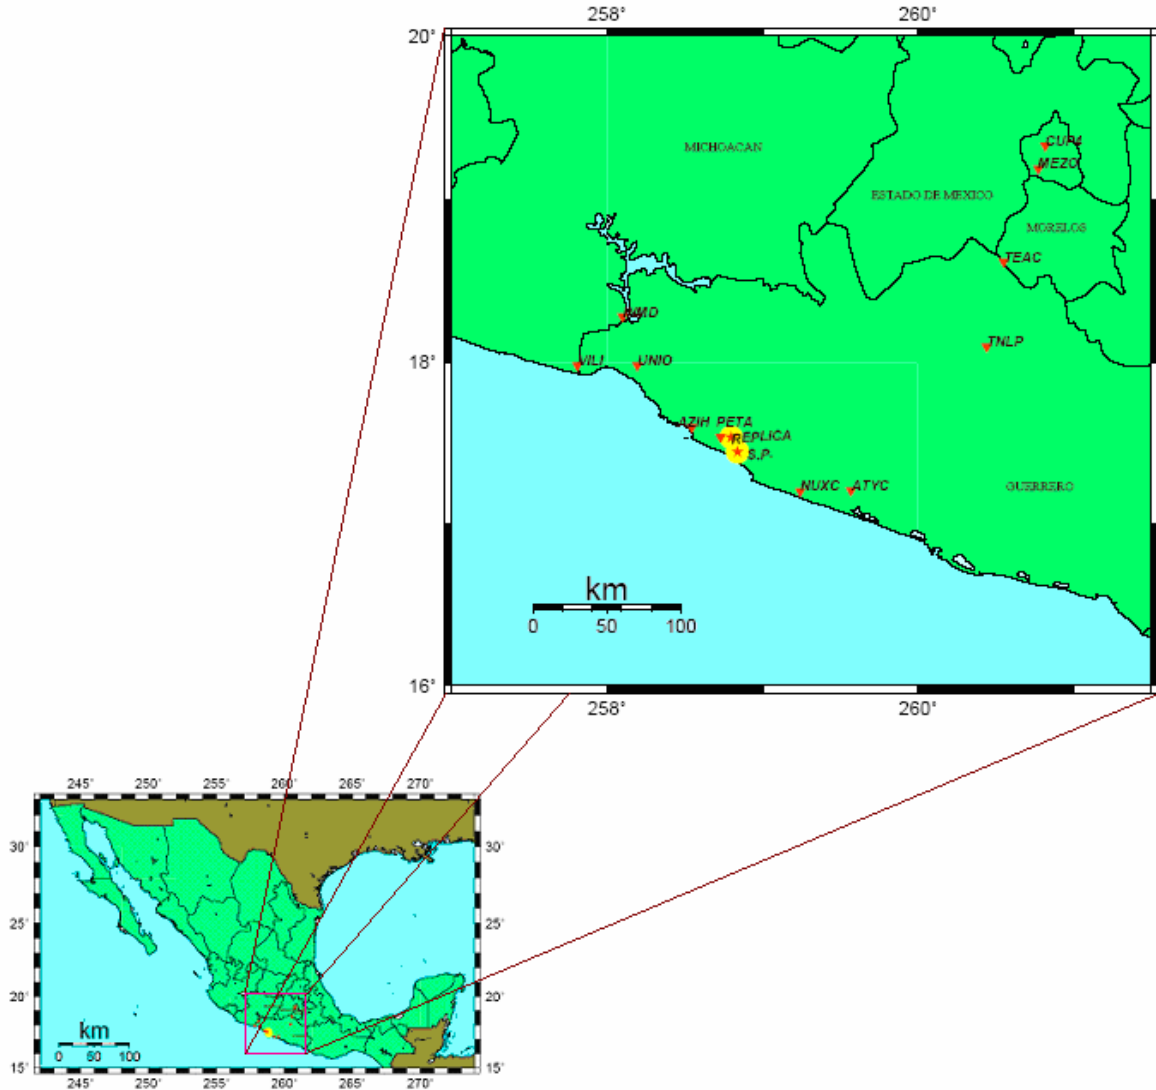 258° 260°
20°
MICHOACAN
CUP4
MEZO
ESTADO DE MEXICO
MORELOS
TEAC
INMD
TNLP
18°
VILI UNIO
AZIH PETA
REPLICA
S.P.
NUXC ATYC
GUERRERO
km
0 50 100
16°
258° 260°
245° 250° 255° 260° 265° 270°
30° 30°
25° 25°
20° 20°
km
0 50 100
15° 15°
245° 250° 255° 260° 265° 270°